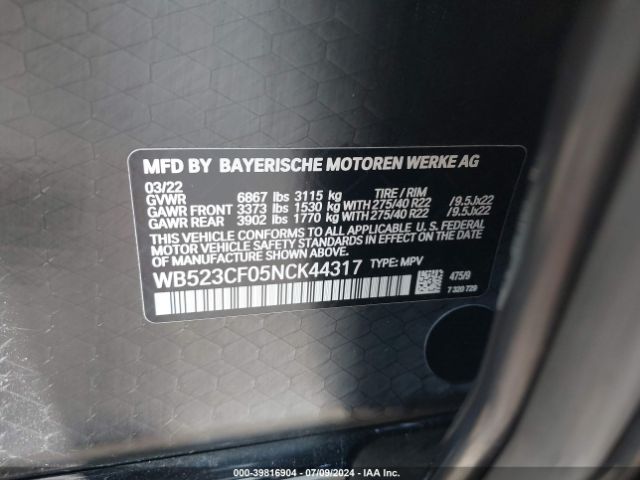 MFD BY BAYERISCHE MOTOREN WERKE AG
03/22 TIRE / RIM
GVWR 6867 lbs 3115 kg
GAWR FRONT 3373 lbs 1530 kg WITH 275/40 R22 /9.5Jx22
GAWR REAR 3902 lbs 1770 kg WITH 275/40 R22 /9.5Jx22
THIS VEHICLE CONFORMS TO ALL APPLICABLE U.S. FEDERAL
MOTOR VEHICLE SAFETY STANDARDS IN EFFECT ON THE DATE
OF MANUFACTURE SHOWN ABOVE.
WB523CF05NCK44317 TYPE: MPV
475/9
7 320 729
000-39816904 | 07/09/2024 | IAA Inc.